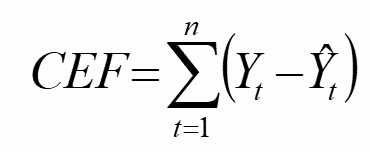 CEF = \sum_{t=1}^{n} (Y_t - \hat{Y}_t)